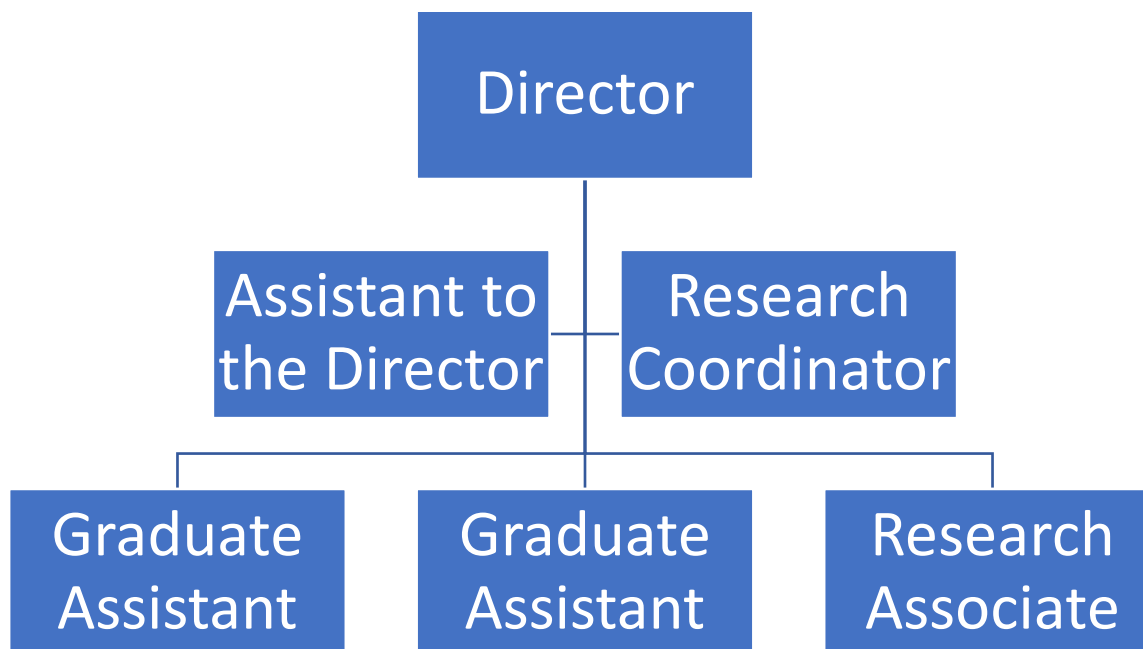 Director
Assistant to
the Director
Research
Coordinator
Graduate
Assistant
Graduate
Assistant
Research
Associate